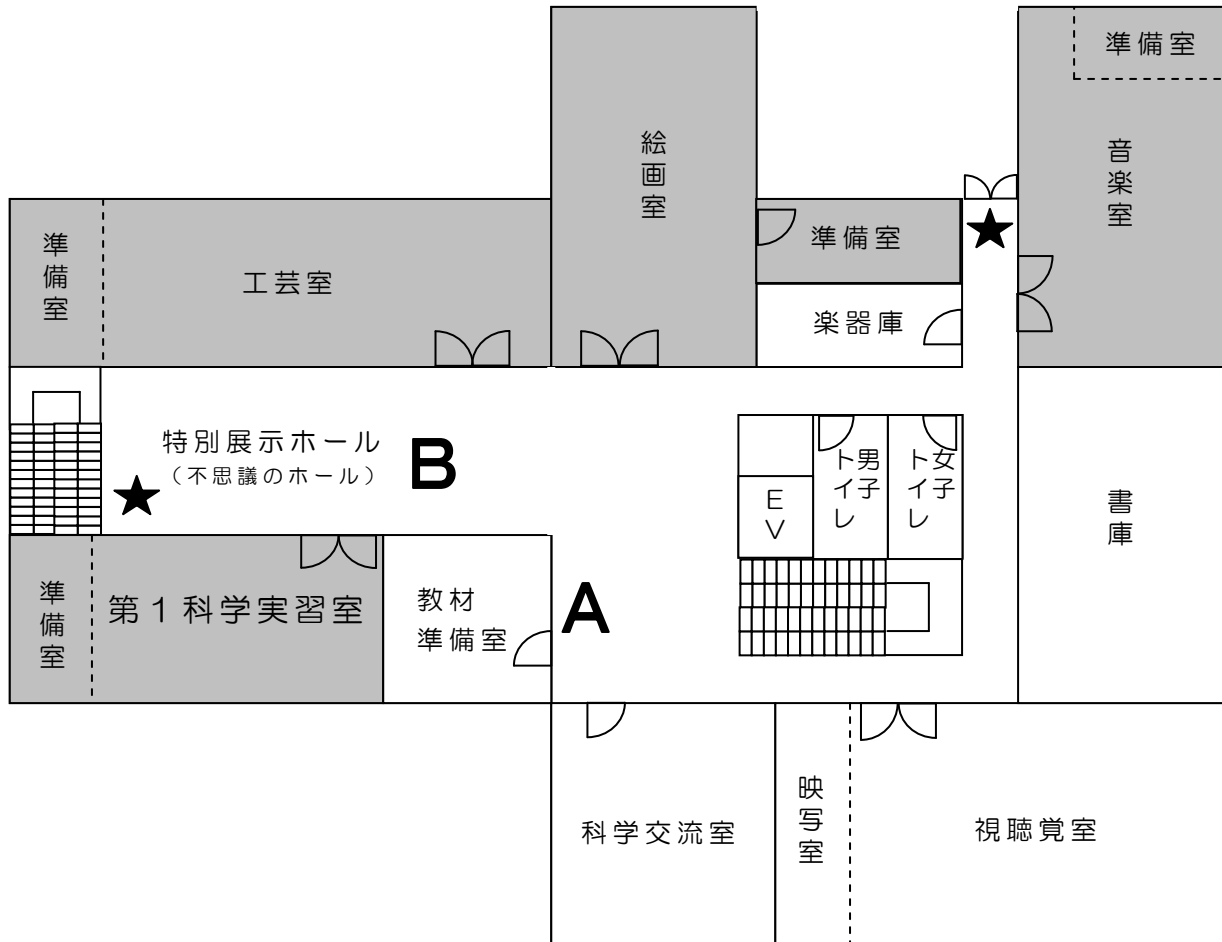 準備室
絵画室
音楽室
準備室
工芸室
準備室
楽器庫
特別展示ホール
（不思議のホール）
B
★
★
EV
男子トイレ
女子トイレ
書庫
準備室
第１科学実習室
教材
準備室
A
科学交流室
映写室
視聴覚室